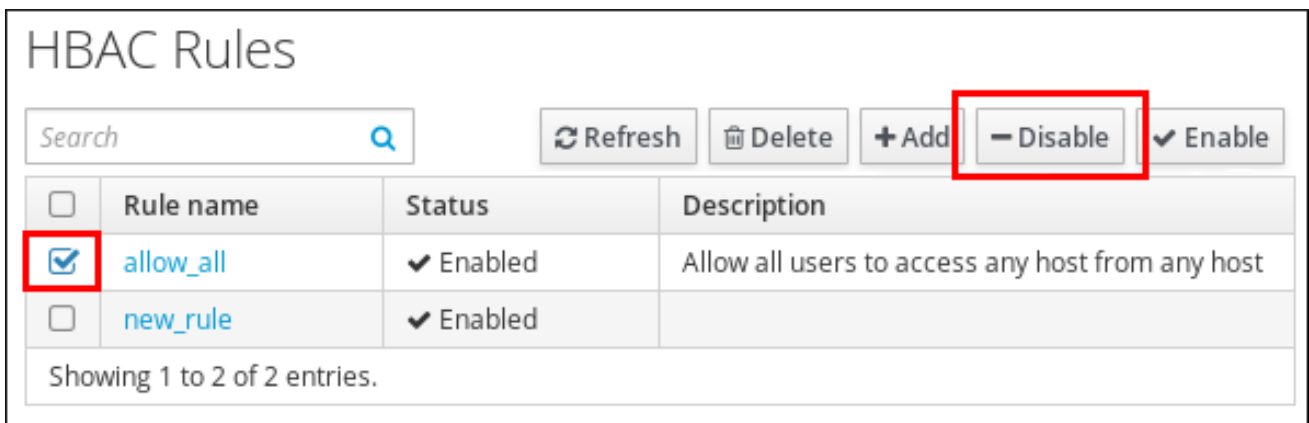 HBAC Rules
Search Refresh Delete Add Disable Enable
Rule name Status Description
allow_all Enabled Allow all users to access any host from any host
new_rule Enabled
Showing 1 to 2 of 2 entries.